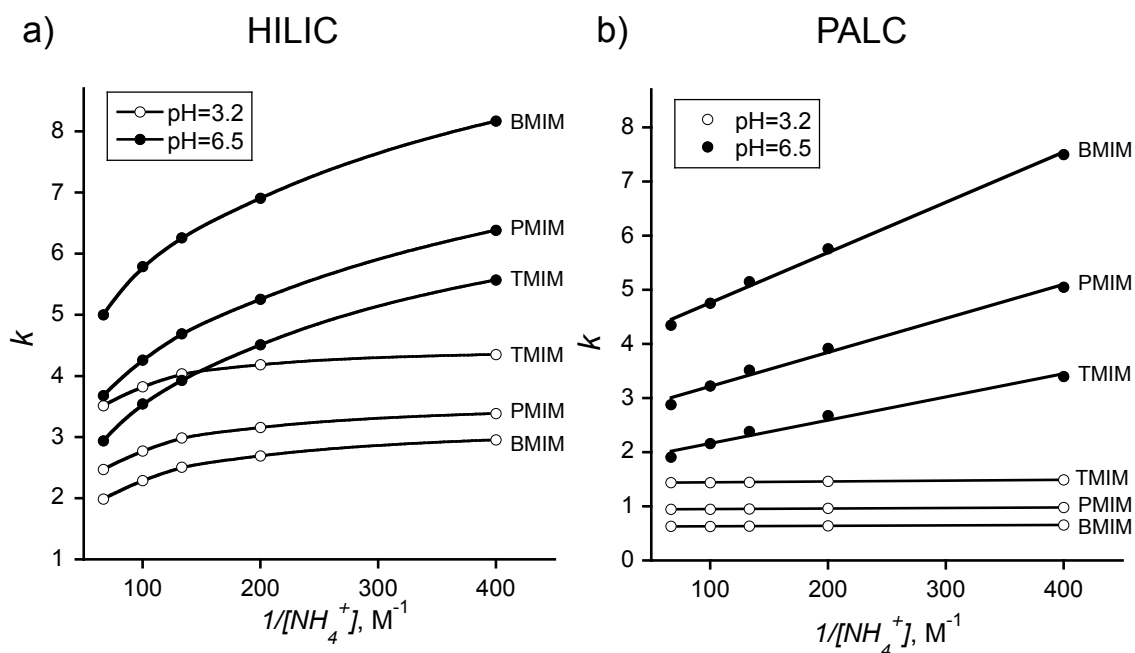 a) HILIC
pH=3.2
pH=6.5
8
7
6
5
4
3
2
1
k
BMIM
PMIM
TMIM
TMIM
PMIM
BMIM
100 200 300 400
1/[NH₄⁺], M⁻¹
b) PALC
pH=3.2
pH=6.5
8
7
6
5
4
3
2
1
0
k
BMIM
PMIM
TMIM
TMIM
PMIM
BMIM
100 200 300 400
1/[NH₄⁺], M⁻¹